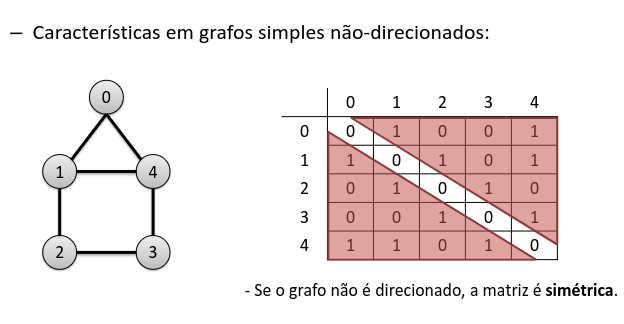 – Características em grafos simples não-direcionados:
0
1 4
2 3
0 1 2 3 4
0 0 1 0 0 1
1 1 0 1 0 1
2 0 1 0 1 0
3 0 0 1 0 1
4 1 1 0 1 0
- Se o grafo não é direcionado, a matriz é simétrica.